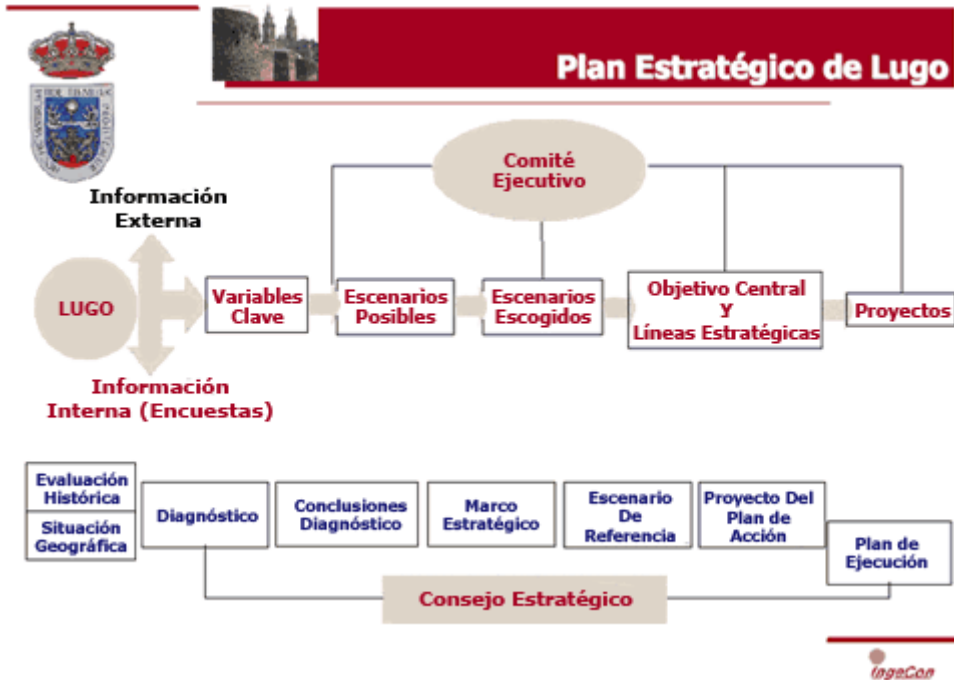 Plan Estratégico de Lugo
Comité
Ejecutivo
Información
Externa
LUGO
Variables
Clave
Escenarios
Posibles
Escenarios
Escogidos
Objetivo Central
Y
Líneas Estratégicas
Proyectos
Información
Interna (Encuestas)
Evaluación
Histórica
Situación
Geográfica
Diagnóstico
Conclusiones
Diagnóstico
Marco
Estratégico
Escenario
De
Referencia
Proyecto Del
Plan de
Acción
Plan de
Ejecución
Consejo Estratégico
ingeCon